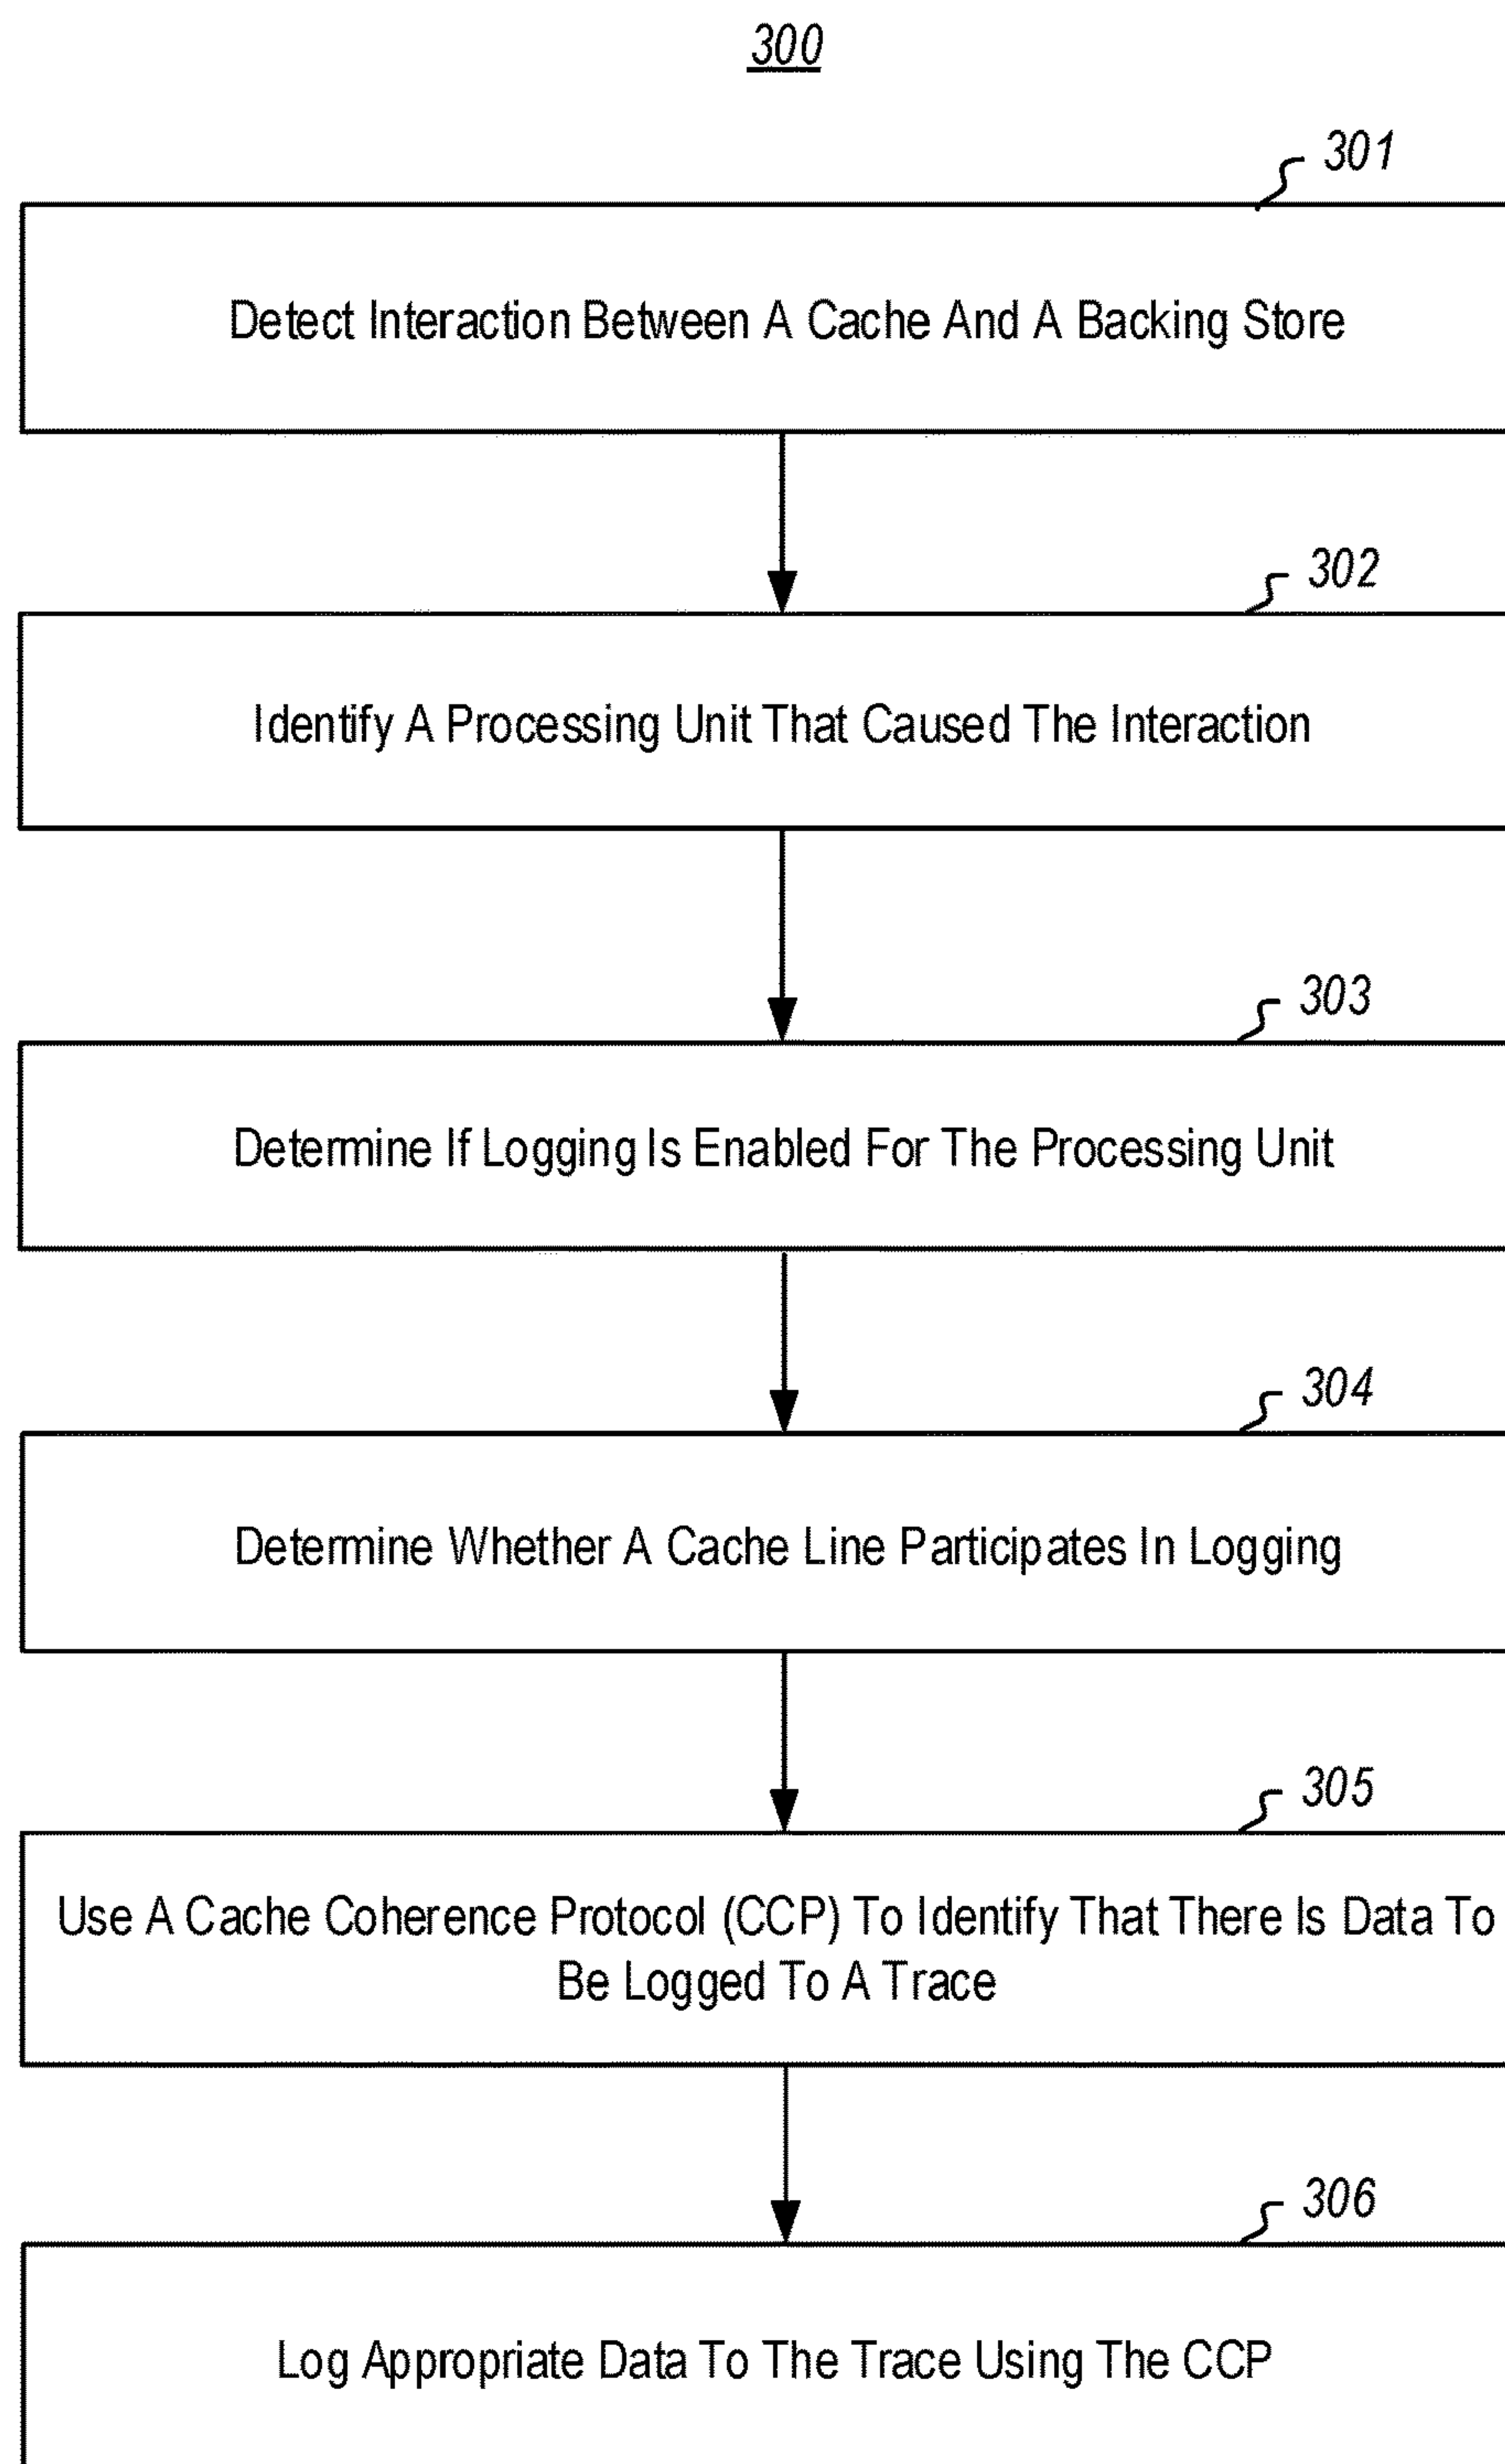 300
301
Detect Interaction Between A Cache And A Backing Store
302
Identify A Processing Unit That Caused The Interaction
303
Determine If Logging Is Enabled For The Processing Unit
304
Determine Whether A Cache Line Participates In Logging
305
Use A Cache Coherence Protocol (CCP) To Identify That There Is Data To
Be Logged To A Trace
306
Log Appropriate Data To The Trace Using The CCP